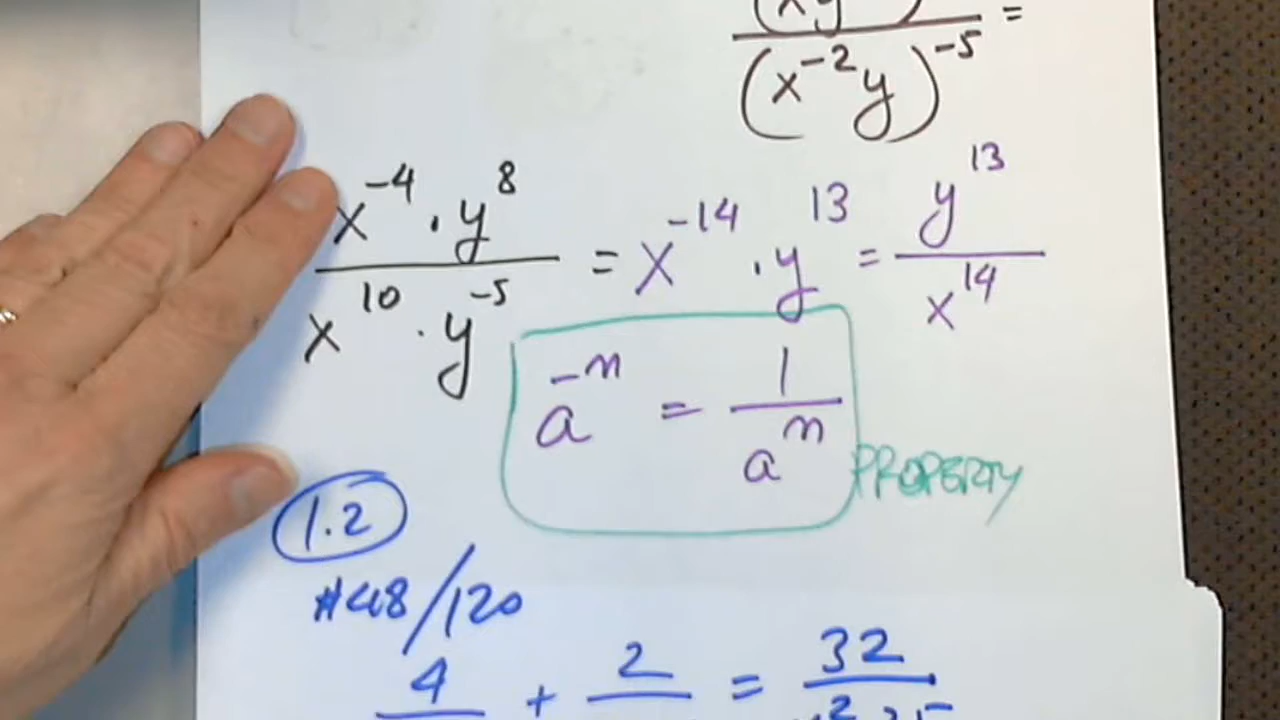 (xy) =
(x^-2 y)^-5
x^-4 · y^8 / x^10 · y^-5 = x^-14 · y^13 = y^13 / x^14
a^-n = 1 / a^n
PROPERTY
1.2
#48/120
4 + 2 = 32